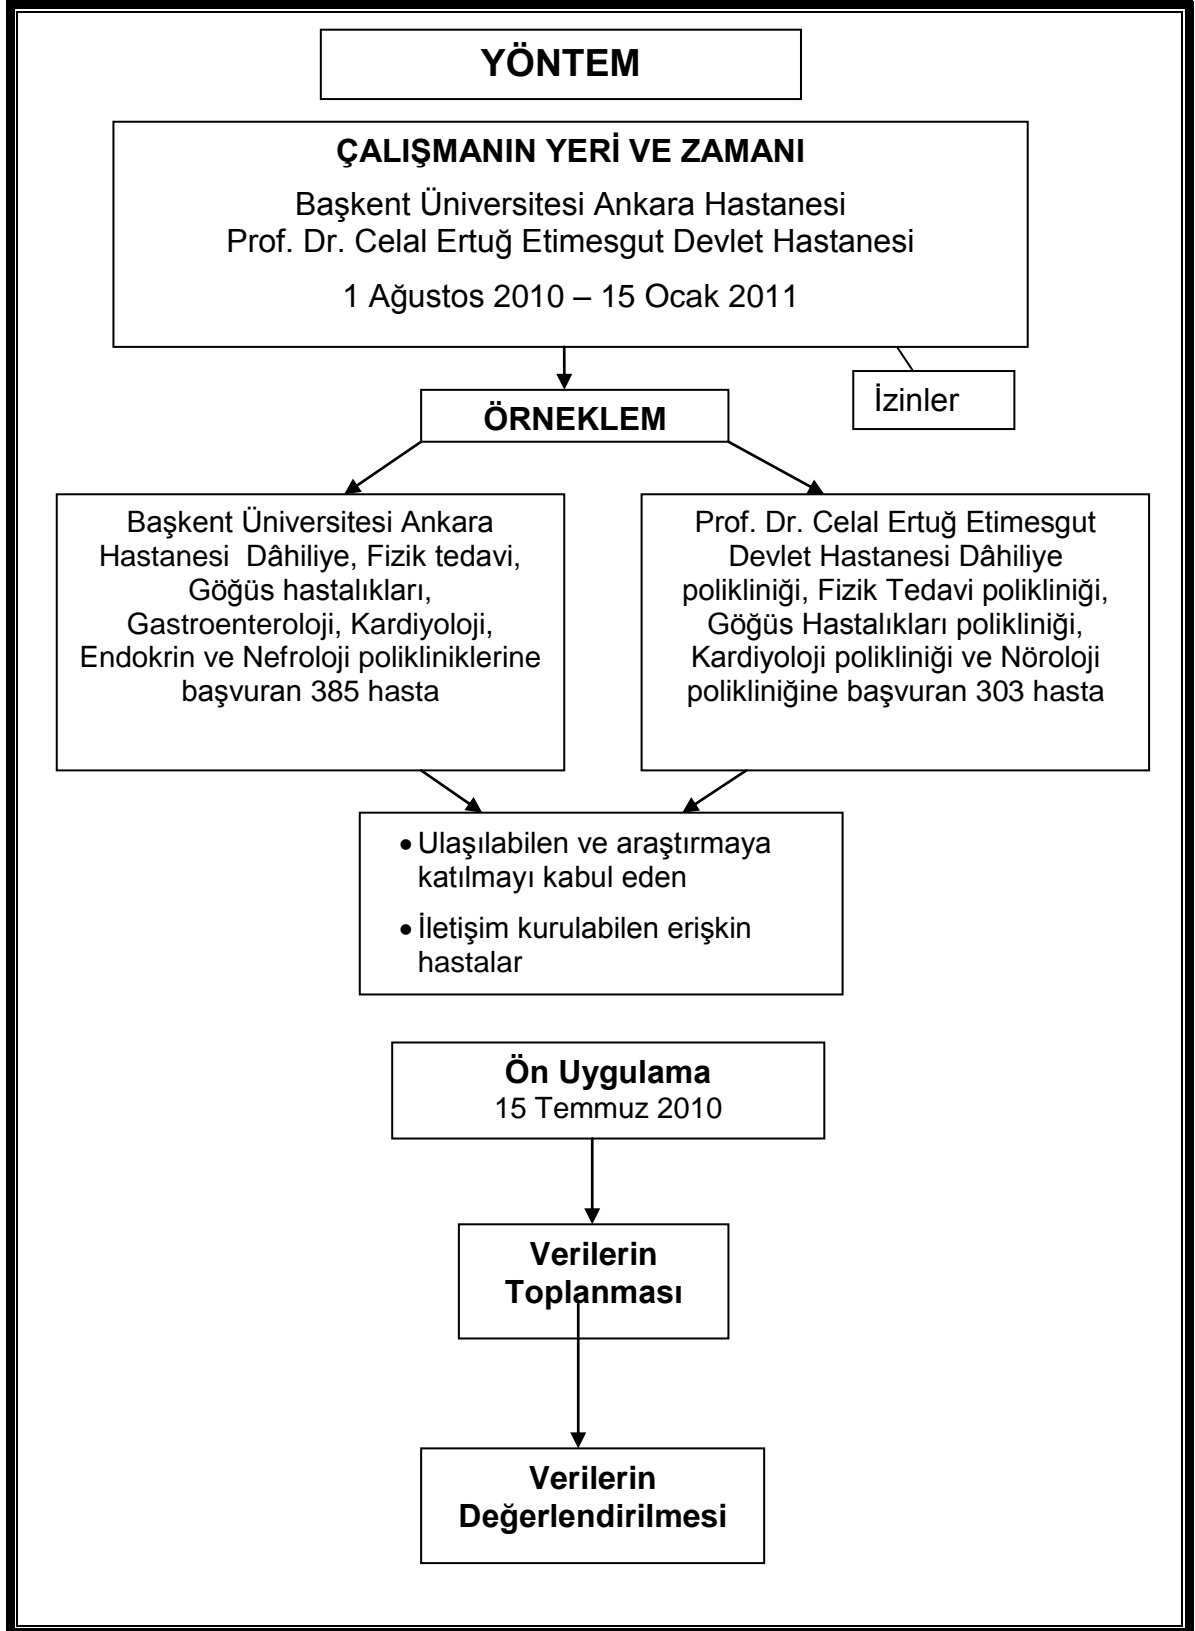 YÖNTEM
ÇALIŞMANIN YERİ VE ZAMANI
Başkent Üniversitesi Ankara Hastanesi
Prof. Dr. Celal Ertuğ Etimesgut Devlet Hastanesi
1 Ağustos 2010 – 15 Ocak 2011
İzinler
ÖRNEKLEM
Başkent Üniversitesi Ankara
Hastanesi Dâhiliye, Fizik tedavi,
Göğüs hastalıkları,
Gastroenteroloji, Kardiyoloji,
Endokrin ve Nefroloji polikliniklerine
başvuran 385 hasta
Prof. Dr. Celal Ertuğ Etimesgut
Devlet Hastanesi Dâhiliye
polikliniği, Fizik Tedavi polikliniği,
Göğüs Hastalıkları polikliniği,
Kardiyoloji polikliniği ve Nöroloji
polikliniğine başvuran 303 hasta
• Ulaşılabilen ve araştırmaya
katılmayı kabul eden
• İletişim kurulabilen erişkin
hastalar
Ön Uygulama
15 Temmuz 2010
Verilerin
Toplanması
Verilerin
Değerlendirilmesi